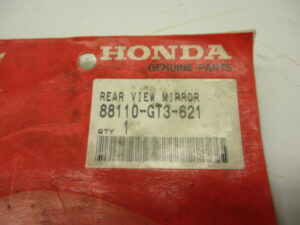 HONDA
GENUINE PARTS
REAR VIEW MIRROR
88110-GT3-621
QTY 1